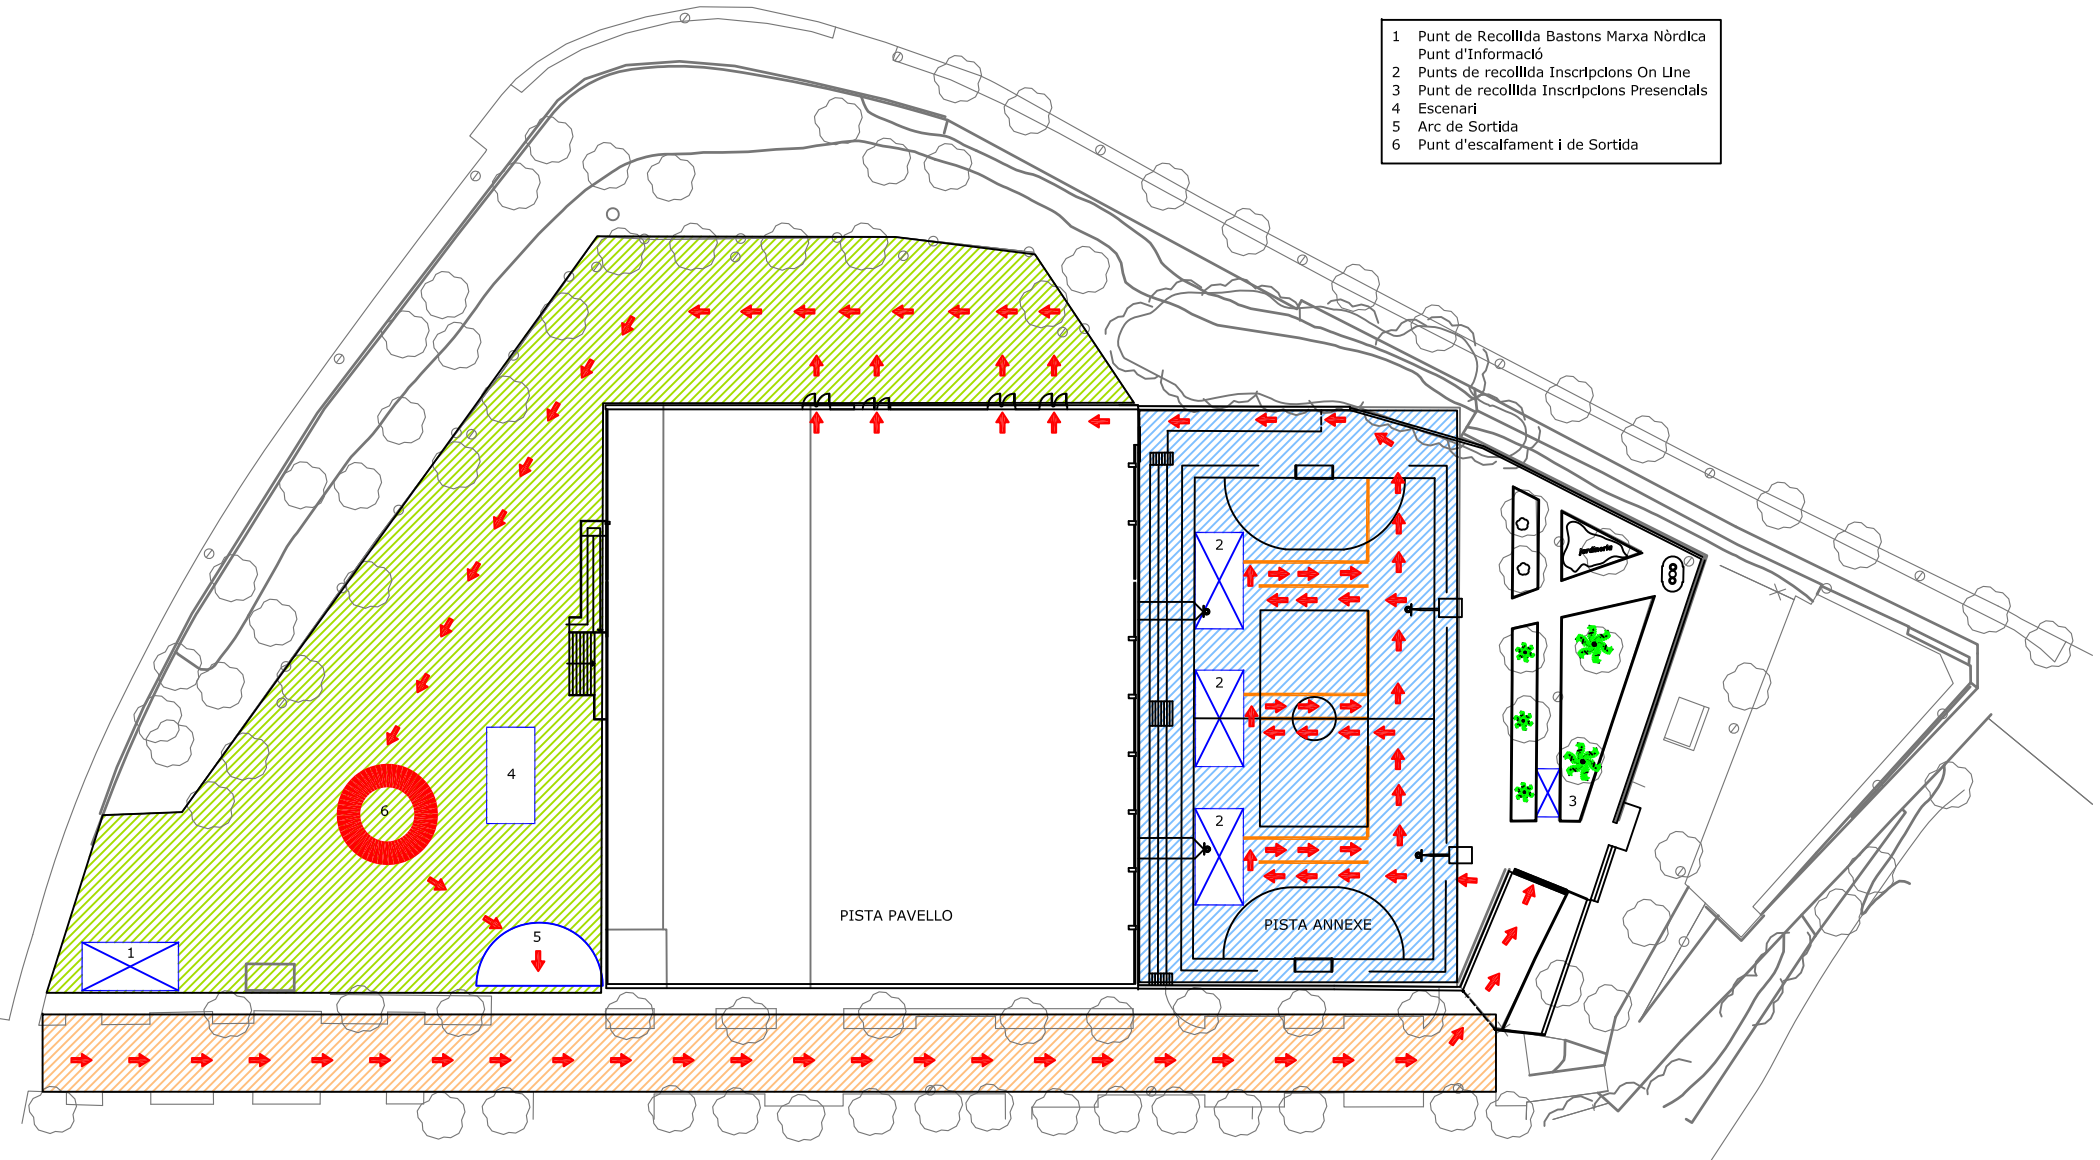 1 Punt de Recollida Bastons Marxa Nòrdica
Punt d'Informació
2 Punts de recollida Inscripcions On Line
3 Punt de recollida Inscripcions Presencials
4 Escenari
5 Arc de Sortida
6 Punt d'escalfament i de Sortida
2
jardineria
2
4
3
6
2
PISTA PAVELLO
PISTA ANNEXE
5
1